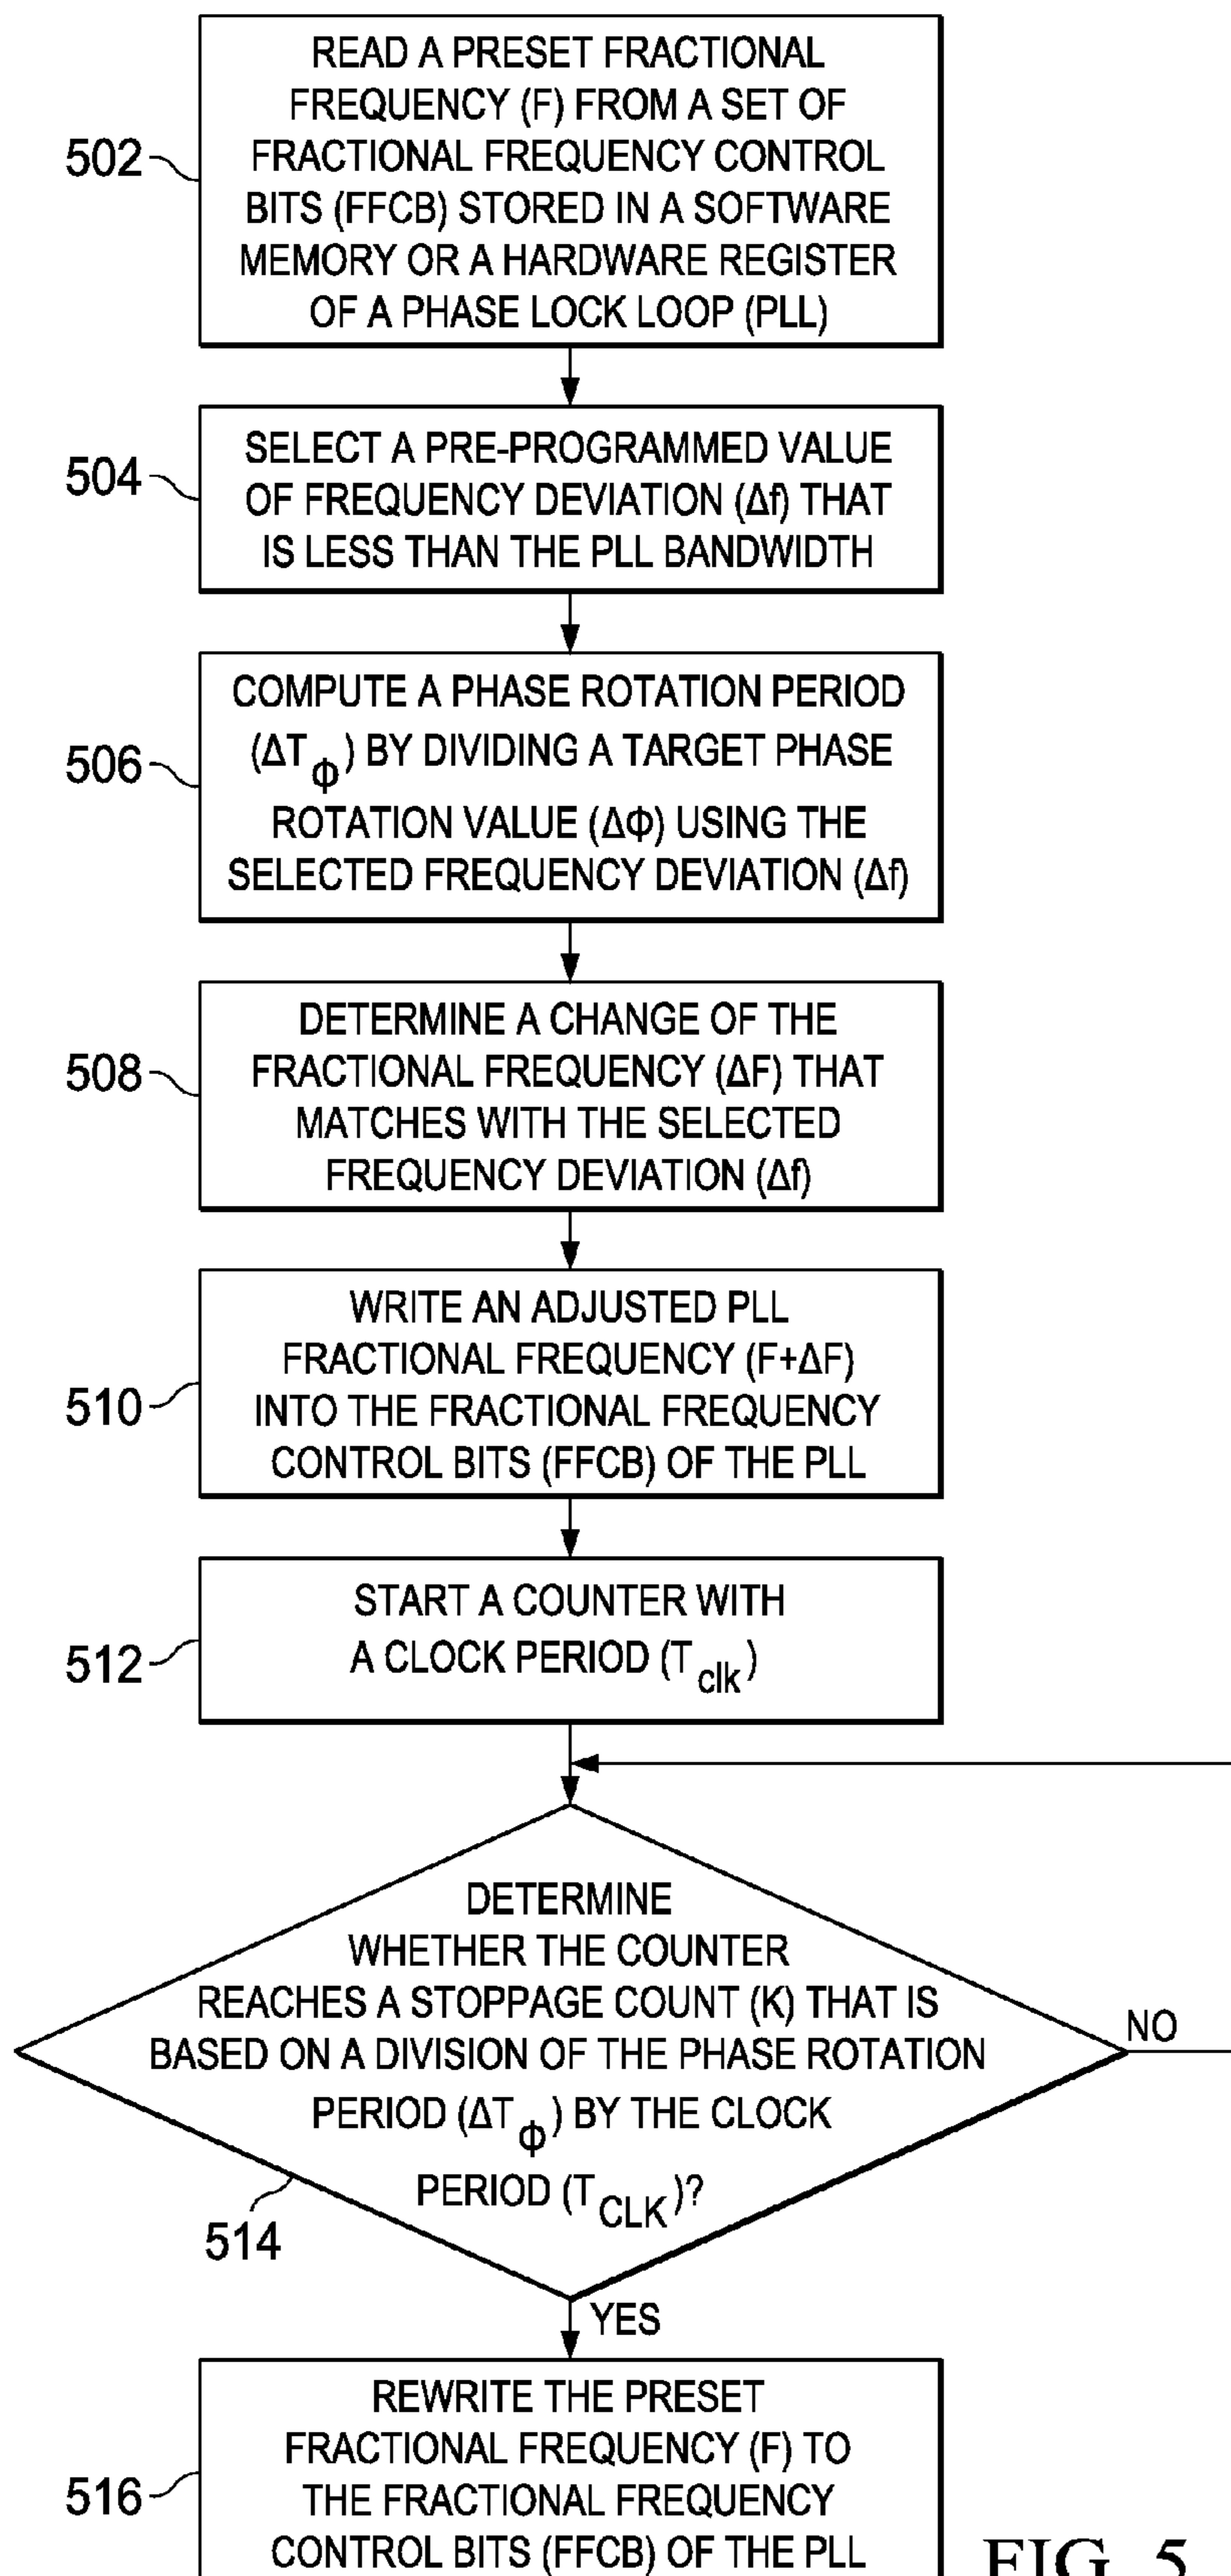 READ A PRESET FRACTIONAL
FREQUENCY (F) FROM A SET OF
FRACTIONAL FREQUENCY CONTROL
BITS (FFCB) STORED IN A SOFTWARE
MEMORY OR A HARDWARE REGISTER
OF A PHASE LOCK LOOP (PLL)
502
SELECT A PRE-PROGRAMMED VALUE
OF FREQUENCY DEVIATION (Δf) THAT
IS LESS THAN THE PLL BANDWIDTH
504
COMPUTE A PHASE ROTATION PERIOD
(ΔTϕ) BY DIVIDING A TARGET PHASE
ROTATION VALUE (ΔΦ) USING THE
SELECTED FREQUENCY DEVIATION (Δf)
506
DETERMINE A CHANGE OF THE
FRACTIONAL FREQUENCY (ΔF) THAT
MATCHES WITH THE SELECTED
FREQUENCY DEVIATION (Δf)
508
WRITE AN ADJUSTED PLL
FRACTIONAL FREQUENCY (F+ΔF)
INTO THE FRACTIONAL FREQUENCY
CONTROL BITS (FFCB) OF THE PLL
510
START A COUNTER WITH
A CLOCK PERIOD (Tclk)
512
DETERMINE
WHETHER THE COUNTER
REACHES A STOPPAGE COUNT (K) THAT IS
BASED ON A DIVISION OF THE PHASE ROTATION
PERIOD (ΔTϕ) BY THE CLOCK
PERIOD (TCLK)?
514
NO
YES
REWRITE THE PRESET
FRACTIONAL FREQUENCY (F) TO
THE FRACTIONAL FREQUENCY
CONTROL BITS (FFCB) OF THE PLL
516
FIG. 5